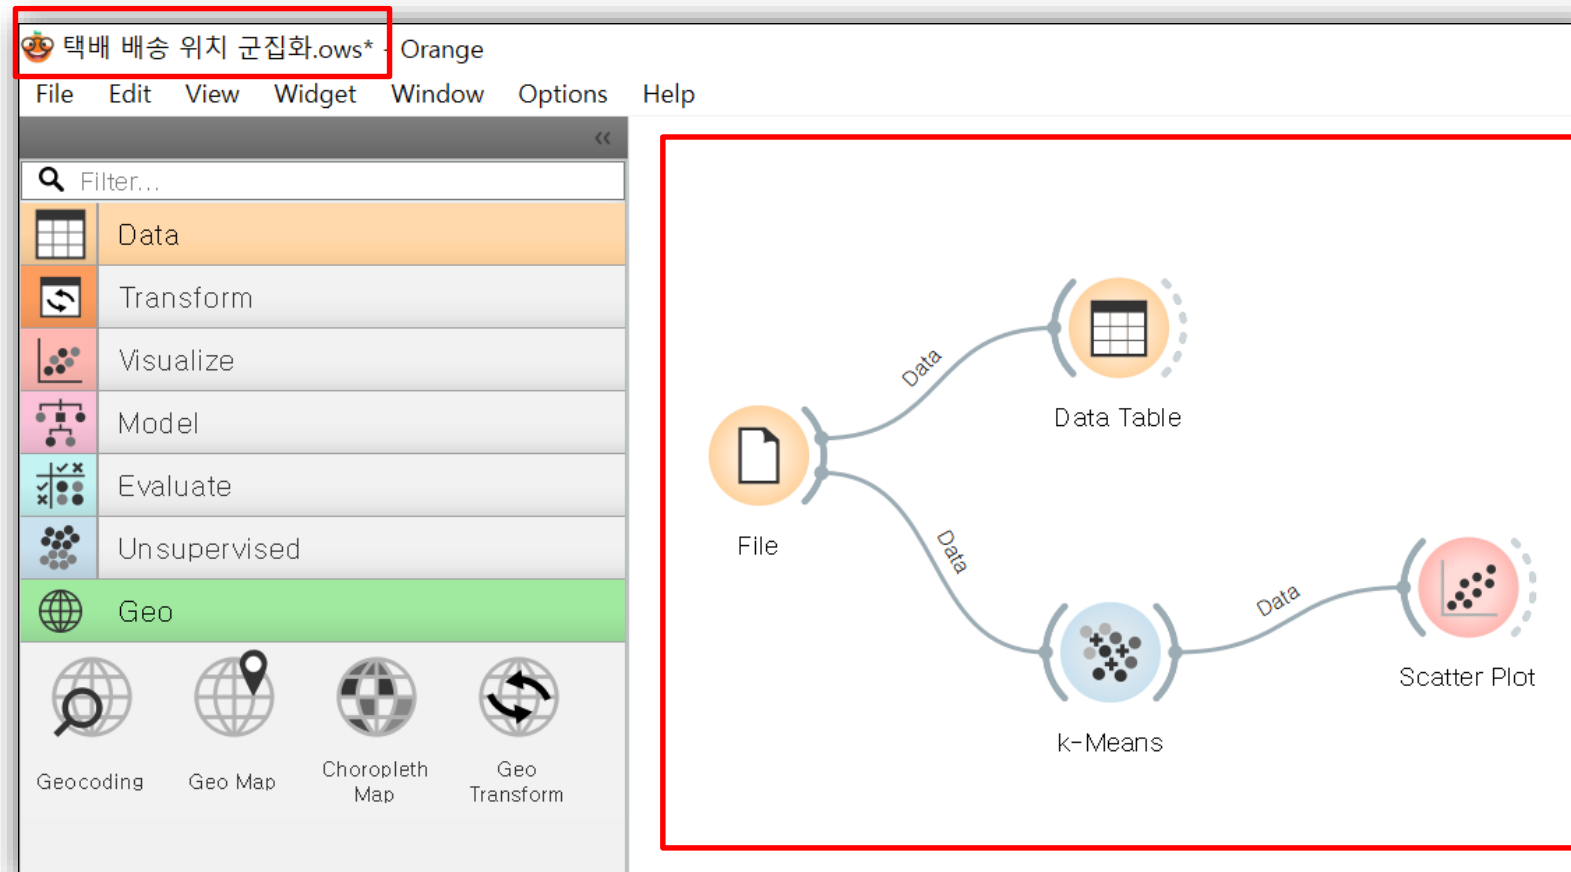 택배 배송 위치 군집화.ows* - Orange
File Edit View Widget Window Options Help
Filter...
Data
Transform
Visualize
Model
Evaluate
Unsupervised
Geo
Geocoding
Geo Map
Choropleth
Map
Geo
Transform
File
Data
Data Table
Data
k-Means
Data
Scatter Plot